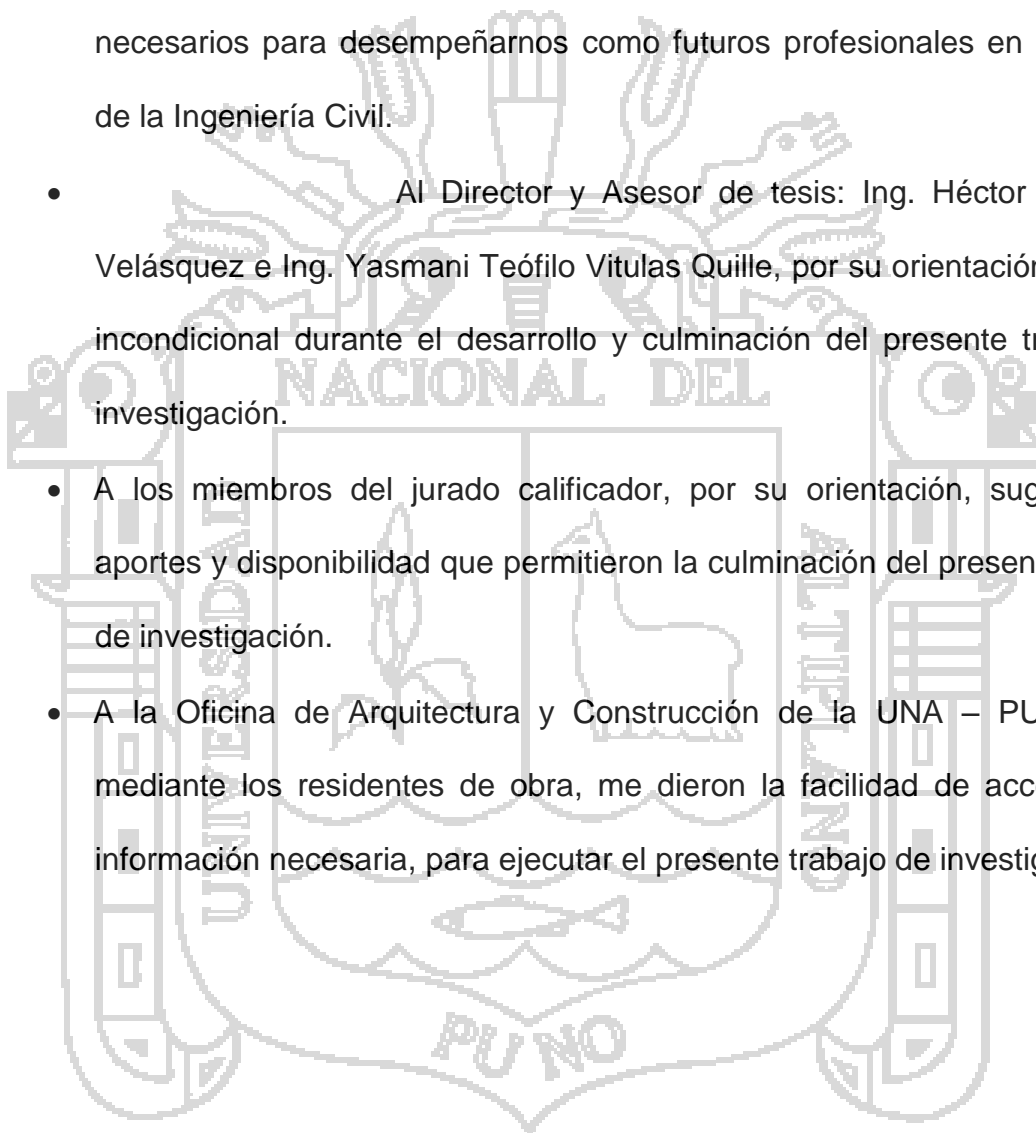 necesarios para desempeñarnos como futuros profesionales en
de la Ingeniería Civil.
• Al Director y Asesor de tesis: Ing. Héctor
Velásquez e Ing. Yasmani Teófilo Vitulas Quille, por su orientación
incondicional durante el desarrollo y culminación del presente
investigación.
• A los miembros del jurado calificador, por su orientación,
aportes y disponibilidad que permitieron la culminación del
de investigación.
• A la Oficina de Arquitectura y Construcción de la UNA –
mediante los residentes de obra, me dieron la facilidad de
información necesaria, para ejecutar el presente trabajo de
NACIONAL DEL
UNIVERSDAD
ALTIPLANO
PUNO